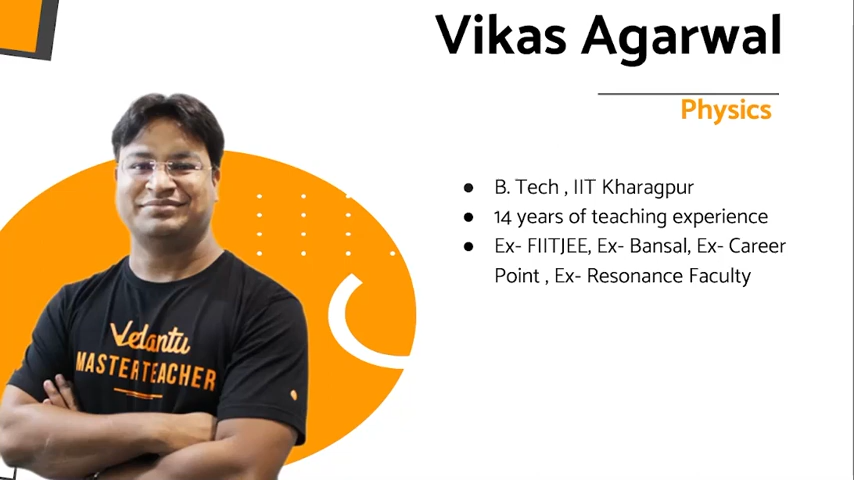 Vikas Agarwal
Physics
● B. Tech , IIT Kharagpur
● 14 years of teaching experience
● Ex- FIITJEE, Ex- Bansal, Ex- Career
Point , Ex- Resonance Faculty
Vedantu
MASTERTEACHER